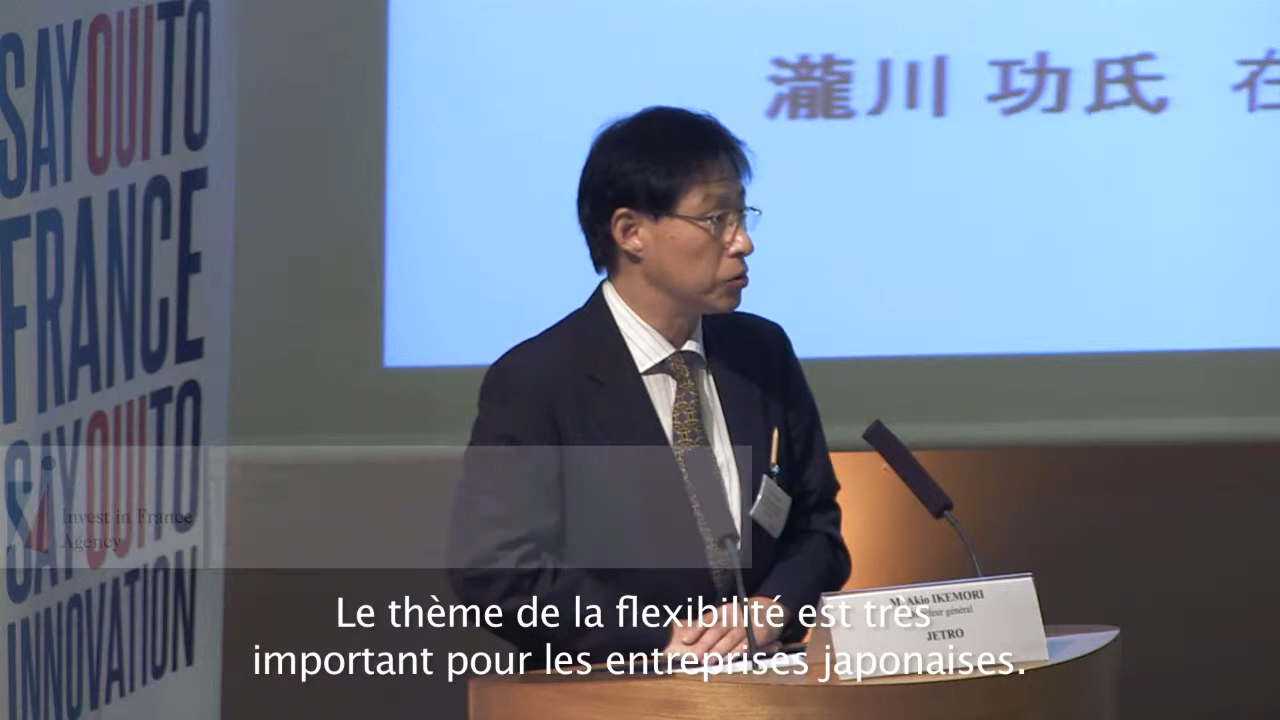 SAY OUI TO
FRANCE
SAY OUI TO
INNOVATION
瀧川 功氏
Invest in France
Agency
M. Akio IKEMORI
général
JETRO
Le thème de la flexibilité est très
important pour les entreprises japonaises.